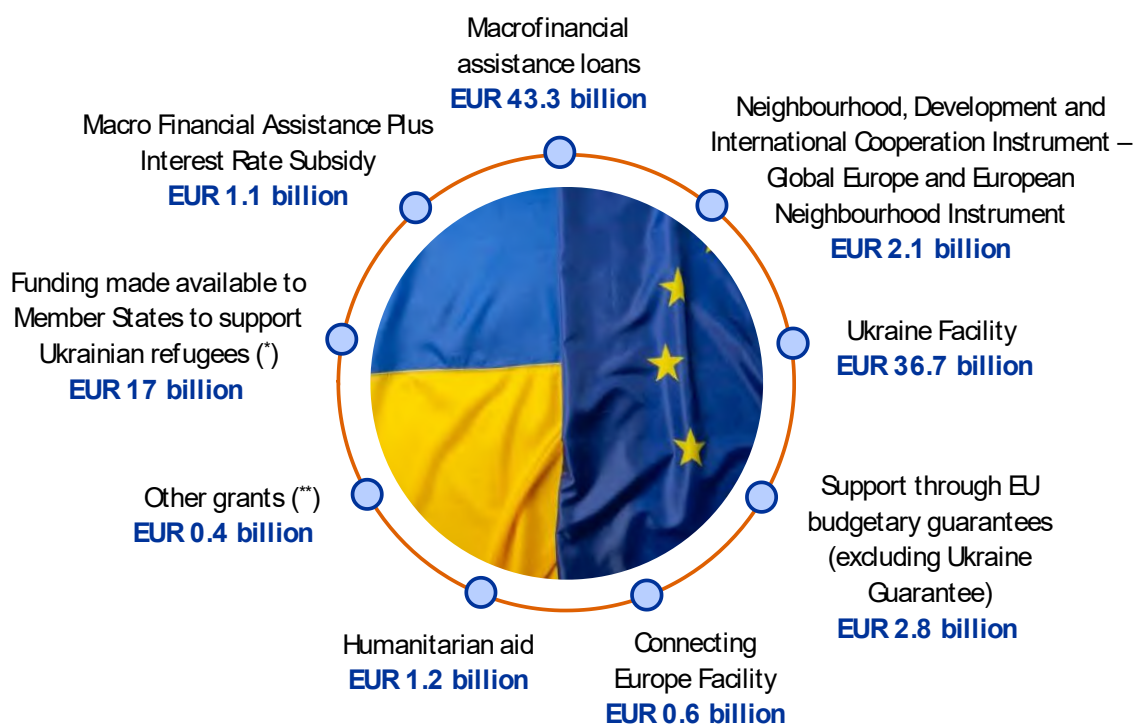 Macrofinancial
assistance loans
EUR 43.3 billion
Neighbourhood, Development and
International Cooperation Instrument –
Global Europe and European
Neighbourhood Instrument
EUR 2.1 billion
Ukraine Facility
EUR 36.7 billion
Support through EU
budgetary guarantees
(excluding Ukraine
Guarantee)
EUR 2.8 billion
Connecting
Europe Facility
EUR 0.6 billion
Humanitarian aid
EUR 1.2 billion
Other grants (**)
EUR 0.4 billion
Funding made available to
Member States to support
Ukrainian refugees (*)
EUR 17 billion
Macro Financial Assistance Plus
Interest Rate Subsidy
EUR 1.1 billion